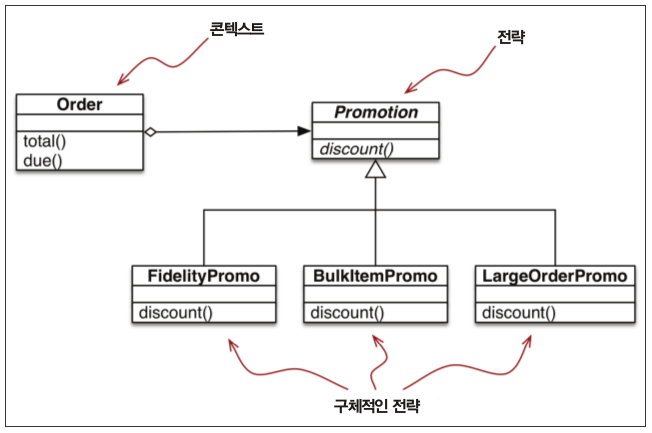 콘텍스트
전략
Order
total()
due()
Promotion
discount()
FidelityPromo
discount()
BulkItemPromo
discount()
LargeOrderPromo
discount()
구체적인 전략